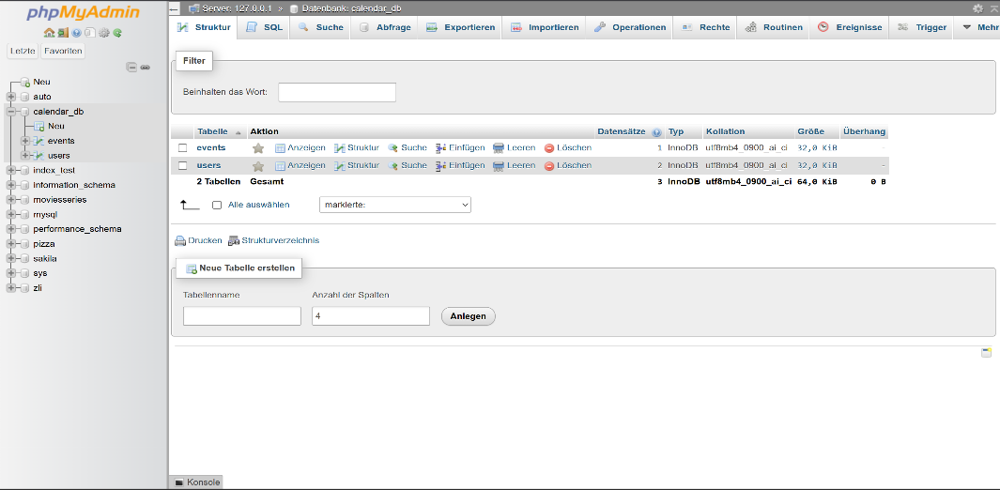 phpMyAdmin
Letzte Favoriten
Neu
auto
calendar_db
Neu
events
users
index_test
information_schema
moviesseries
mysql
performance_schema
pizza
sakila
sys
zli
Server: 127.0.0.1 » Datenbank: calendar_db
Struktur SQL Suche Abfrage Exportieren Importieren Operationen Rechte Routinen Ereignisse Trigger Mehr
Filter
Beinhalten das Wort:
Tabelle Aktion Datensätze Typ Kollation Größe Überhang
events Anzeigen Struktur Suche Einfügen Leeren Löschen 1 InnoDB utf8mb4_0900_ai_ci 32,0 KiB -
users Anzeigen Struktur Suche Einfügen Leeren Löschen 2 InnoDB utf8mb4_0900_ai_ci 32,0 KiB -
2 Tabellen Gesamt 3 InnoDB utf8mb4_0900_ai_ci 64,0 KiB 0 B
Alle auswählen markierte:
Drucken Strukturverzeichnis
Neue Tabelle erstellen
Tabellenname Anzahl der Spalten
4 Anlegen
Konsole